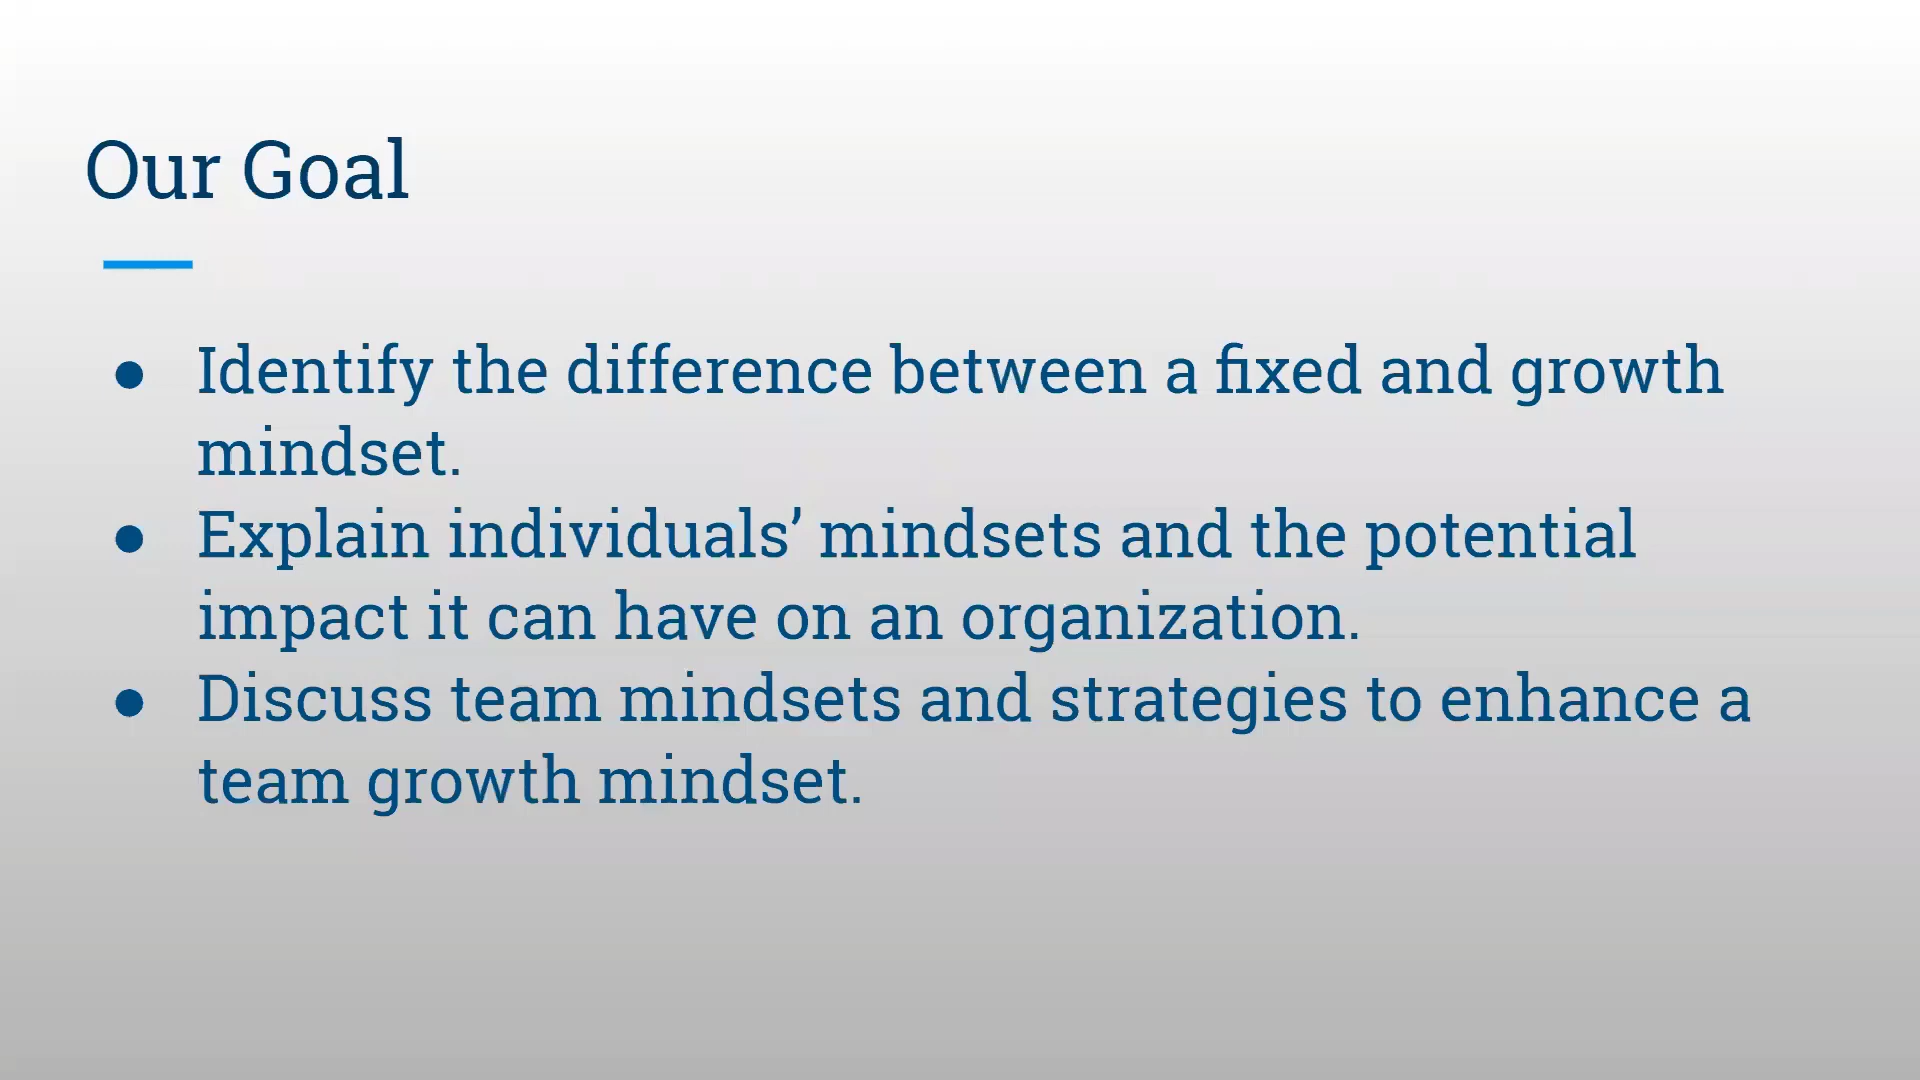 Our Goal
● Identify the difference between a fixed and growth
mindset.
● Explain individuals’ mindsets and the potential
impact it can have on an organization.
● Discuss team mindsets and strategies to enhance a
team growth mindset.